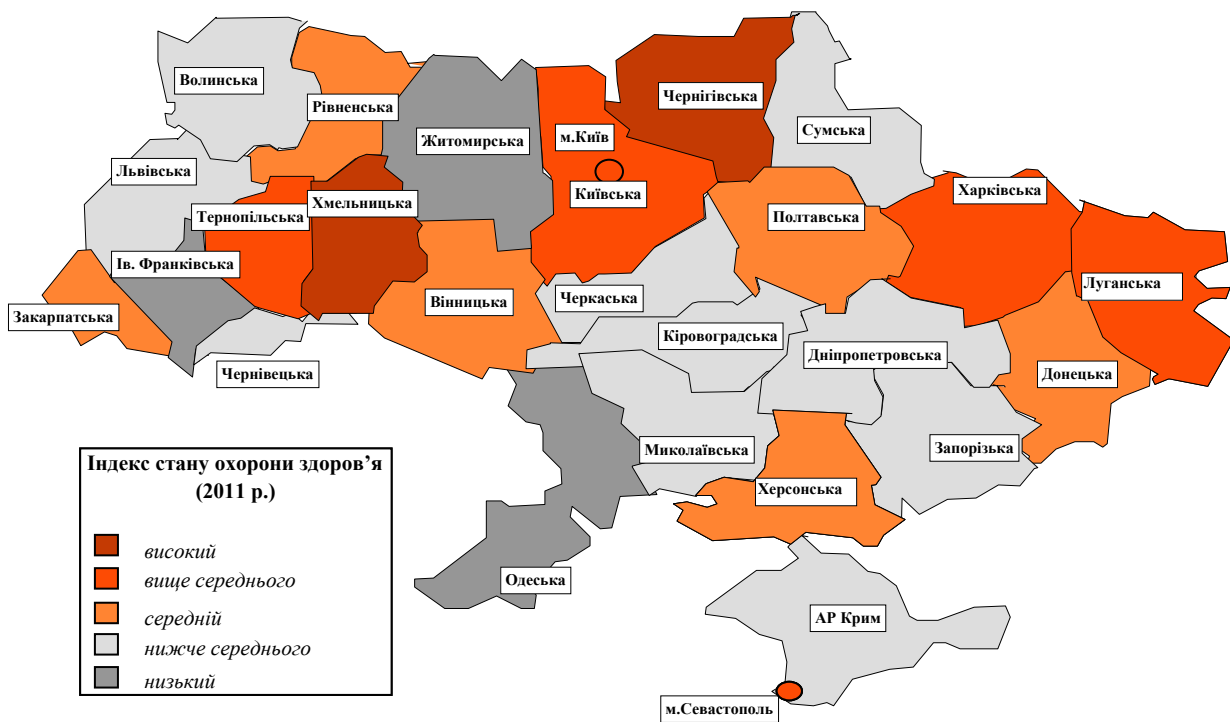 Волинська
Рівненська
Житомирська
м.Київ
Чернігівська
Сумська
Львівська
Тернопільська
Хмельницька
Київська
Полтавська
Харківська
Ів. Франківська
Закарпатська
Вінницька
Черкаська
Луганська
Чернівецька
Кіровоградська
Дніпропетровська
Донецька
Миколаївська
Запорізька
Херсонська
Одеська
АР Крим
м.Севастополь
Індекс стану охорони здоров’я
(2011 р.)
високий
вище середнього
середній
нижче середнього
низький